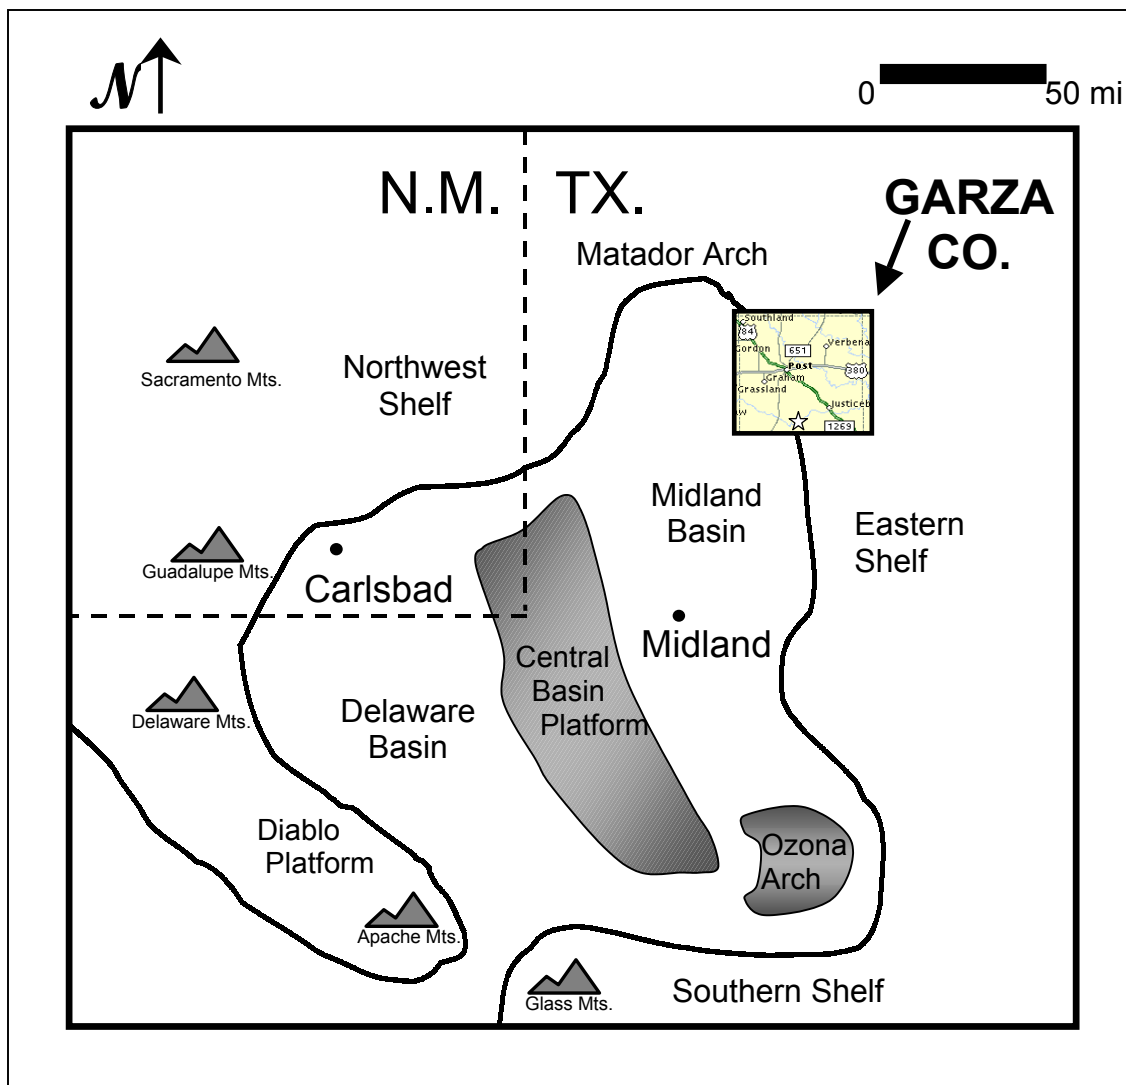 N
0 50 mi
N.M. TX.
GARZA
CO.
Matador Arch
Southland
84
Gordon
651
Verbena
Post
380
Graham
Grassland
Justiceb
W
1269
Sacramento Mts.
Northwest
Shelf
Midland
Basin
Eastern
Shelf
Guadalupe Mts.
Carlsbad
Midland
Central
Basin
Platform
Delaware Mts.
Delaware
Basin
Diablo
Platform
Ozona
Arch
Apache Mts.
Glass Mts.
Southern Shelf